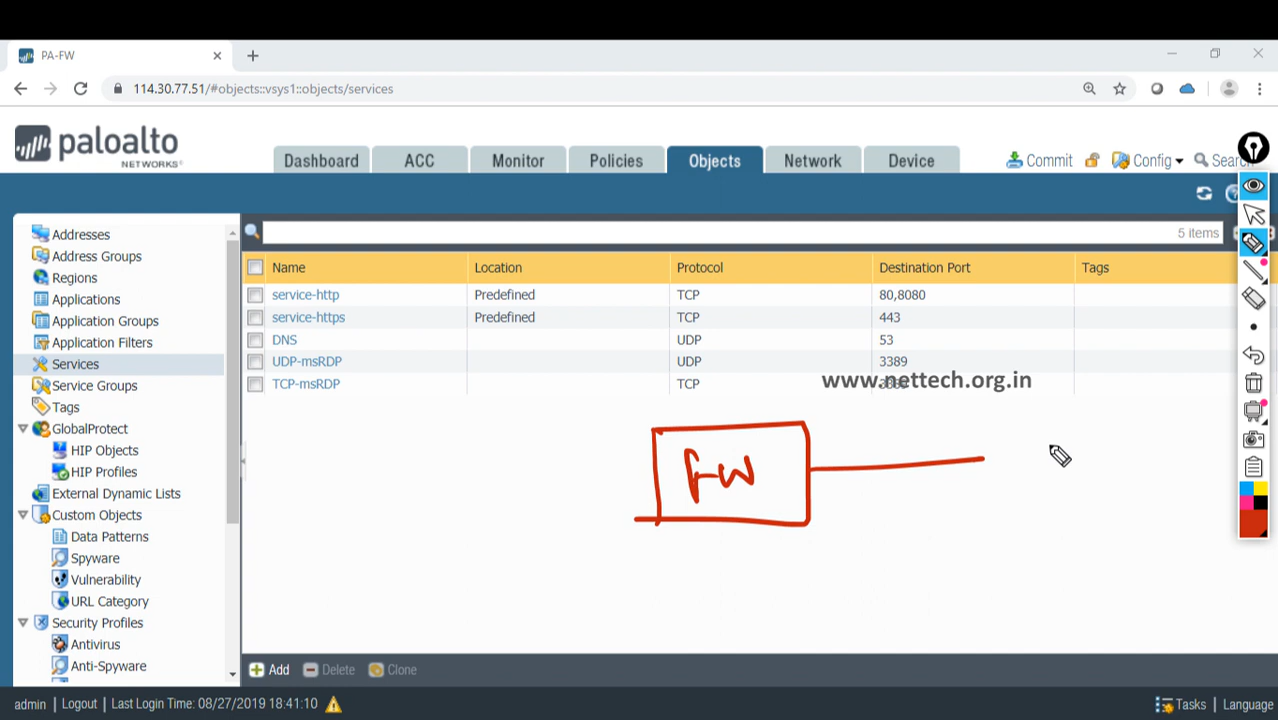 PA-FW
114.30.77.51/#objects::vsys1::objects/services
paloalto
NETWORKS
Dashboard ACC Monitor Policies Objects Network Device
Commit Config Search
5 items
Addresses
Address Groups
Regions
Applications
Application Groups
Application Filters
Services
Service Groups
Tags
GlobalProtect
HIP Objects
HIP Profiles
External Dynamic Lists
Custom Objects
Data Patterns
Spyware
Vulnerability
URL Category
Security Profiles
Antivirus
Anti-Spyware
Name Location Protocol Destination Port Tags
service-http Predefined TCP 80,8080
service-https Predefined TCP 443
DNS UDP 53
UDP-msRDP UDP 3389
TCP-msRDP TCP
www.nettech.org.in
FW
Add Delete Clone
admin | Logout | Last Login Time: 08/27/2019 18:41:10
Tasks | Language